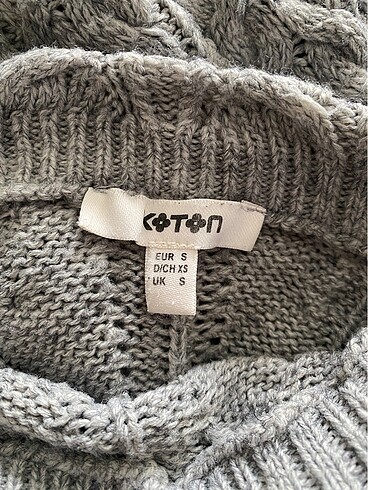 KOTON
EUR S
D/CH XS
UK S